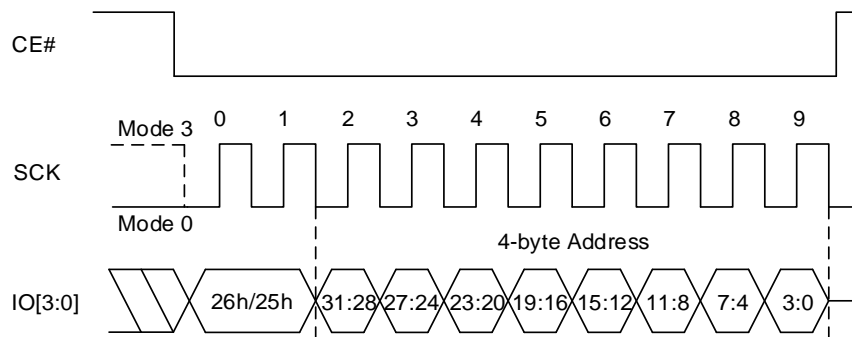 CE#
0 1 2 3 4 5 6 7 8 9
Mode 3
SCK
Mode 0
4-byte Address
IO[3:0] 26h/25h 31:28 27:24 23:20 19:16 15:12 11:8 7:4 3:0